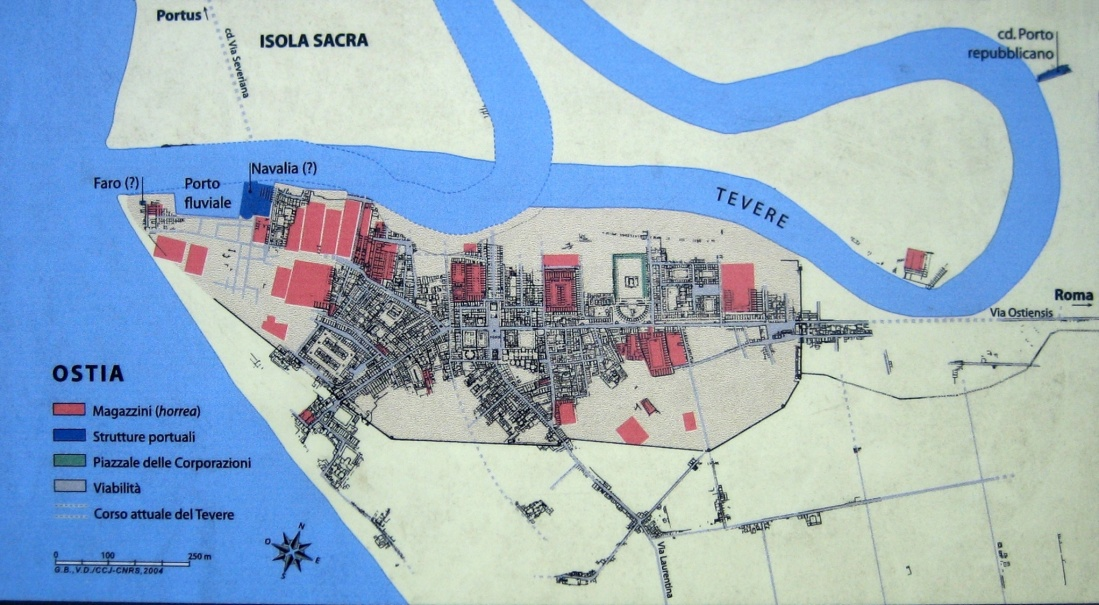 Portus
cd. Via Severiana
ISOLA SACRA
cd. Porto
repubblicano
Faro (?)
Porto
fluviale
Navalia (?)
TEVERE
Roma
Via Ostiensis
Via Laurentina
OSTIA
Magazzini (horrea)
Strutture portuali
Piazzale delle Corporazioni
Viabilità
Corso attuale del Tevere
N
O
E
S
0 100 250 m
G.B., V.D./CCJ-CNRS, 2004